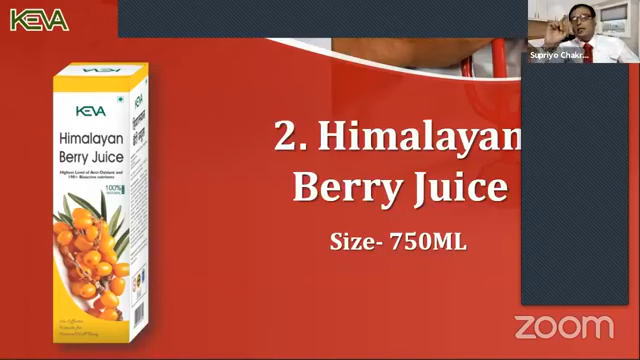 KEVA
Supriyo Chakr...
2. Himalayan
Berry Juice
Size- 750ML
KEVA
Himalayan
Berry Juice
Highest Level of Anti-Oxidant and
190+ Bioactive nutrients
100%
zoom